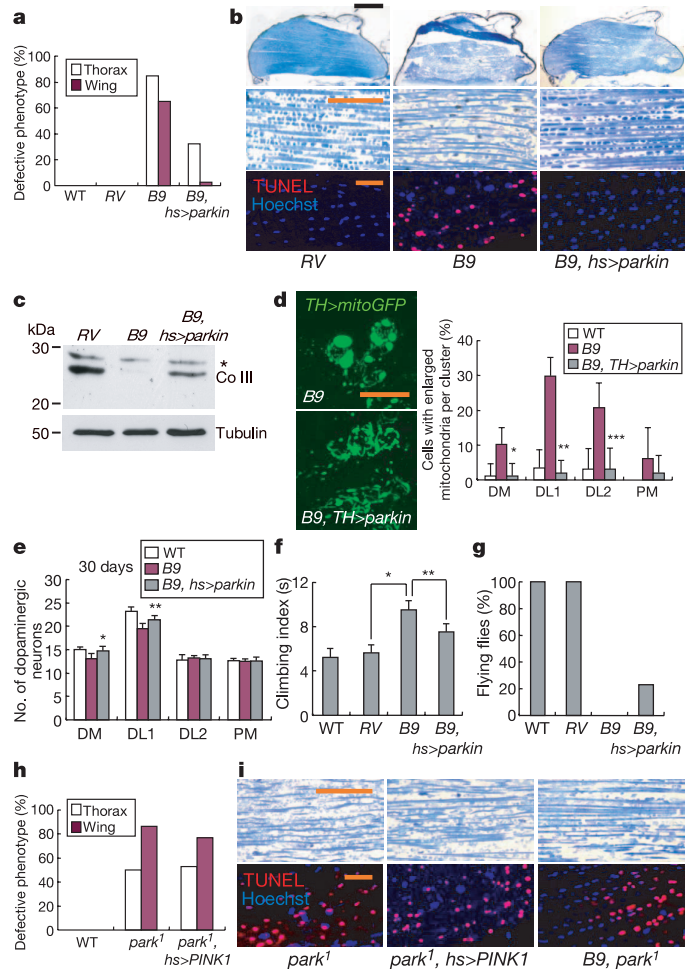 a
Defective phenotype (%)
100
80
60
40
20
0
Thorax
Wing
WT
RV
B9
B9,
hs>parkin
b
TUNEL
Hoechst
RV
B9
B9, hs>parkin
c
kDa
30
20
50
RV
B9
B9,
hs>parkin
*
Co III
Tubulin
d
TH>mitoGFP
B9
B9, TH>parkin
Cells with enlarged
mitochondria per cluster (%)
40
30
20
10
0
WT
B9
B9, TH>parkin
*
**
***
DM
DL1
DL2
PM
e
30 days
No. of dopaminergic
neurons
25
20
15
10
5
0
WT
B9
B9, hs>parkin
*
**
DM
DL1
DL2
PM
f
Climbing index (s)
12
10
8
6
4
2
0
*
**
WT
RV
B9
B9,
hs>parkin
g
Flying flies (%)
100
80
60
40
20
WT
RV
B9
B9,
hs>parkin
h
Defective phenotype (%)
100
80
60
40
20
0
Thorax
Wing
WT
park1
park1,
hs>PINK1
i
TUNEL
Hoechst
park1
park1, hs>PINK1
B9, park1